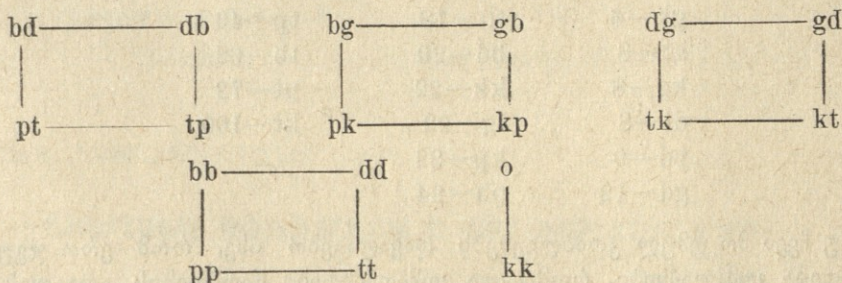 bd db bg gb dg gd
pt tp pk kp tk kt
bb dd o
pp tt kk